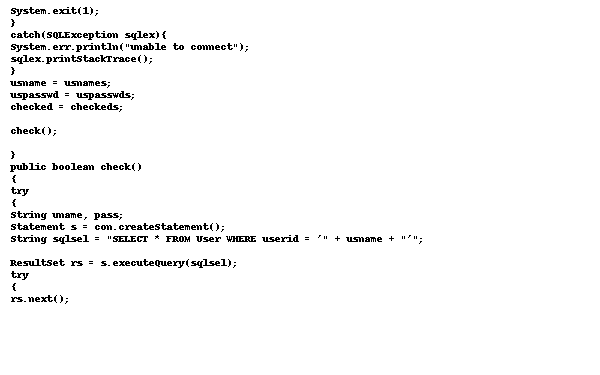 System.exit(1);
}
catch(SQLException sqlex){
System.err.println("unable to connect");
sqlex.printStackTrace();
}
usname = usnames;
uspasswd = uspasswds;
checked = checkeds;
check();
}
public boolean check()
{
try
{
String uname, pass;
Statement s = con.createStatement();
String sqlsel = "SELECT * FROM User WHERE userid = '" + usname + "'";
ResultSet rs = s.executeQuery(sqlsel);
try
{
rs.next();